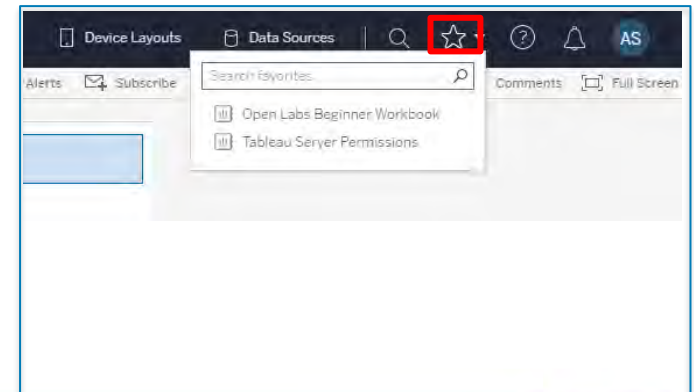 Device Layouts Data Sources AS
Alerts Subscribe Comments Full Screen
Search favorites
Open Labs Beginner Workbook
Tableau Server Permissions